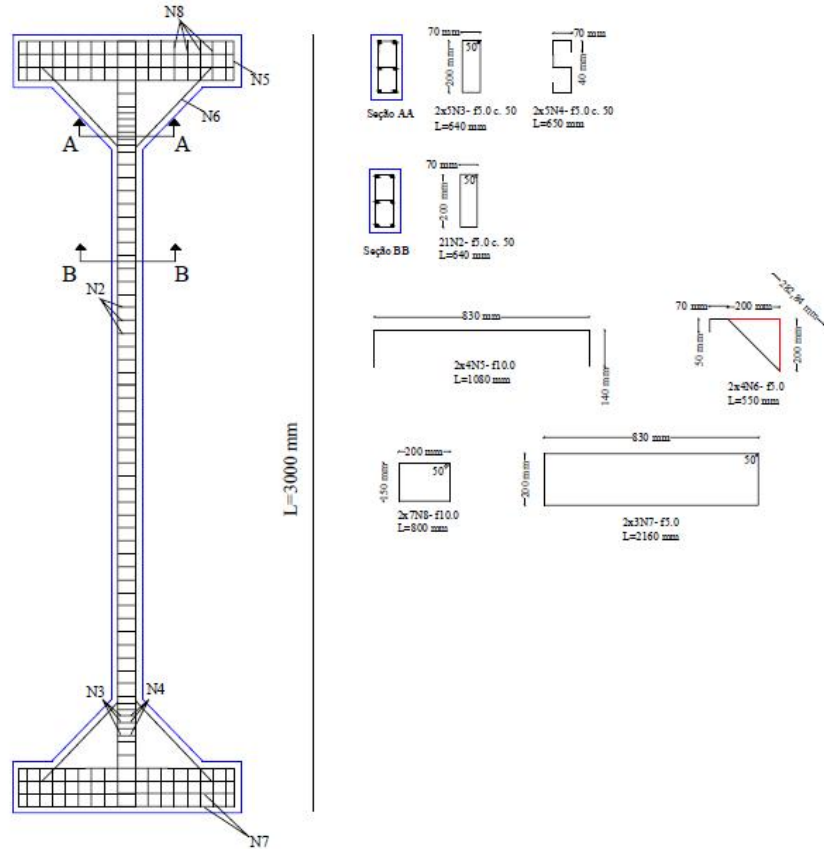 N8
N5
N6
A
A
B
B
N2
L=3000 mm
N3
N4
N7
Seção AA
70 mm
200 mm
50
2x5N3- f5.0 c. 50
L=640 mm
70 mm
40 mm
2x5N4- f5.0 c. 50
L=650 mm
Seção BB
70 mm
200 mm
50
21N2- f5.0 c. 50
L=640 mm
830 mm
2x4N5- f10.0
L=1080 mm
140 mm
70 mm
200 mm
282,84 mm
50 mm
200 mm
2x4N6- f5.0
L=550 mm
200 mm
150 mm
50
2x7N8- f10.0
L=800 mm
830 mm
200 mm
50
2x3N7- f5.0
L=2160 mm